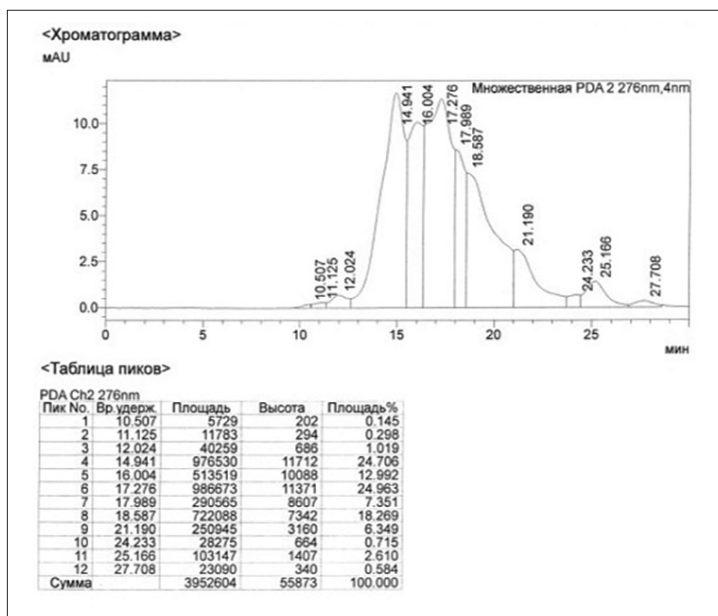 <Хроматограмма>
мAU
Множественная PDA 2 276nm,4nm
14.941
16.004
17.276
17.989
18.587
21.190
10.507
11.125
12.024
24.233
25.166
27.708
10.0
7.5
5.0
2.5
0.0
0 5 10 15 20 25
мин
<Таблица пиков>
PDA Ch2 276nm
Пик No. Вр.удерж. Площадь Высота Площадь%
1 10.507 5729 202 0.145
2 11.125 11783 294 0.298
3 12.024 40259 686 1.019
4 14.941 976530 11712 24.706
5 16.004 513519 10088 12.992
6 17.276 986673 11371 24.963
7 17.989 290565 8607 7.351
8 18.587 722088 7342 18.269
9 21.190 250945 3160 6.349
10 24.233 28275 664 0.715
11 25.166 103147 1407 2.610
12 27.708 23090 340 0.584
Сумма 3952604 55873 100.000